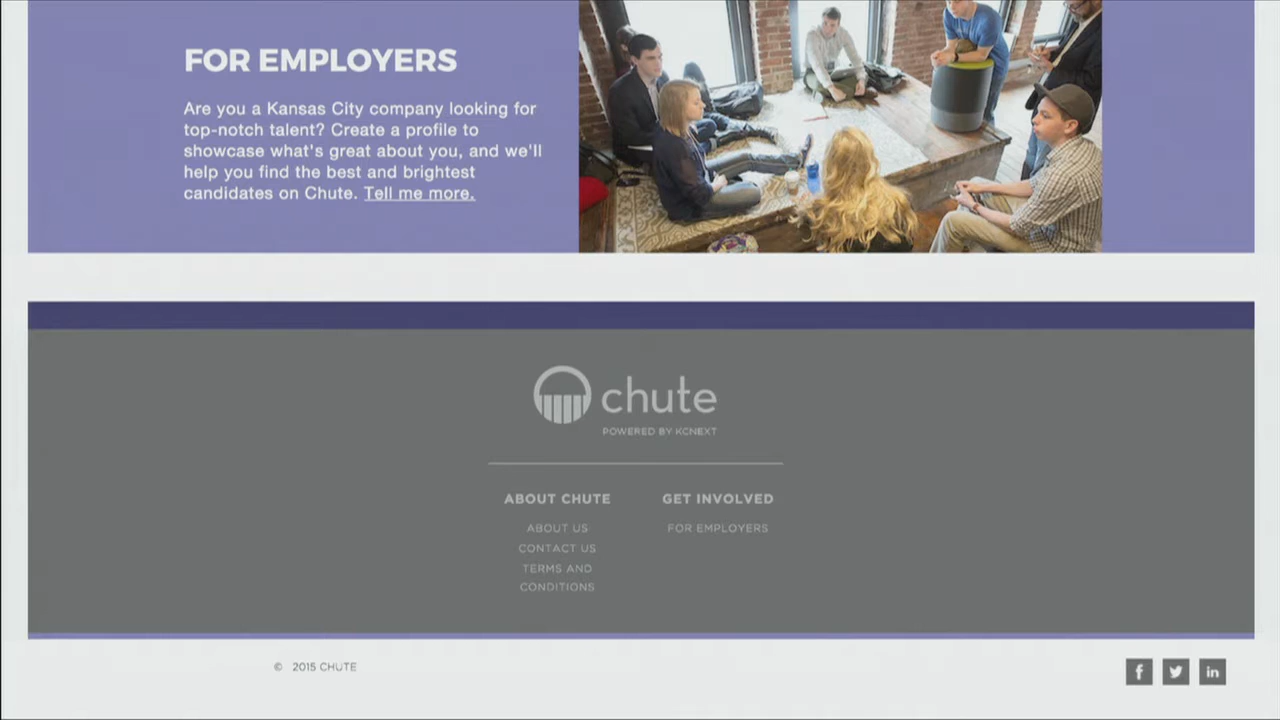 FOR EMPLOYERS
Are you a Kansas City company looking for
top-notch talent? Create a profile to
showcase what's great about you, and we'll
help you find the best and brightest
candidates on Chute. Tell me more.
chute
POWERED BY KCNEXT
ABOUT CHUTE
ABOUT US
CONTACT US
TERMS AND
CONDITIONS
GET INVOLVED
FOR EMPLOYERS
© 2015 CHUTE
f
in